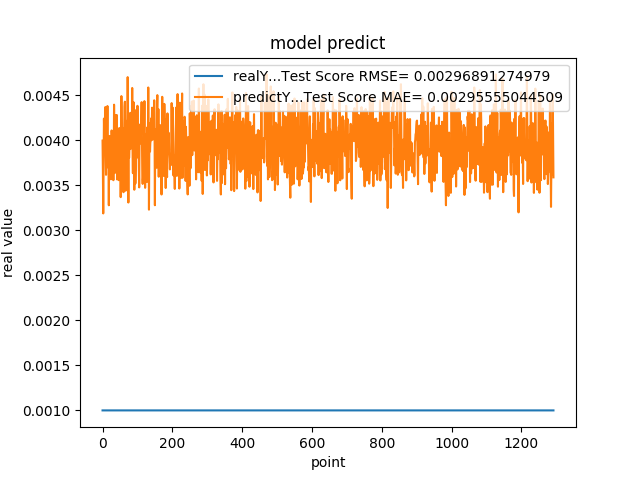 model predict
realY...Test Score RMSE= 0.00296891274979
predictY...Test Score MAE= 0.00295555044509
0.0045
0.0040
0.0035
0.0030
0.0025
0.0020
0.0015
0.0010
real value
0 200 400 600 800 1000 1200
point